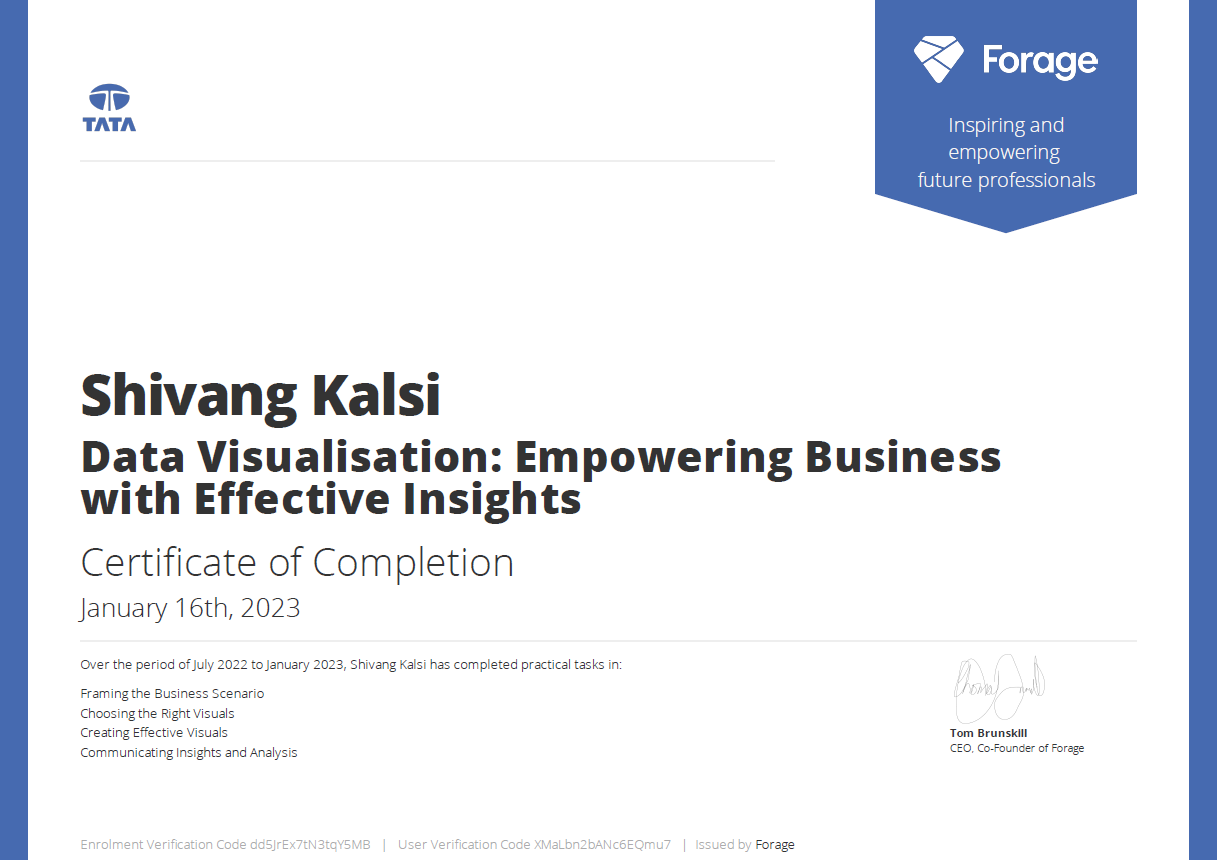 TATA
Forage
Inspiring and
empowering
future professionals
Shivang Kalsi
Data Visualisation: Empowering Business
with Effective Insights
Certificate of Completion
January 16th, 2023
Over the period of July 2022 to January 2023, Shivang Kalsi has completed practical tasks in:
Framing the Business Scenario
Choosing the Right Visuals
Creating Effective Visuals
Communicating Insights and Analysis
Tom Brunskill
CEO, Co-Founder of Forage
Enrolment Verification Code dd5JrEx7tN3tqY5MB | User Verification Code XMaLbn2bANc6EQmu7 | Issued by Forage